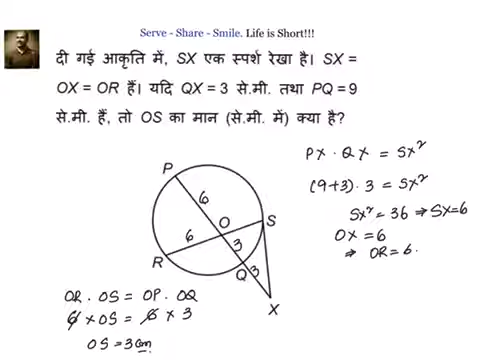 Serve - Share - Smile. Life is Short!!!
दी गई आकृति में, SX एक स्पर्श रेखा है। SX =
OX = OR हैं। यदि QX = 3 से.मी. तथा PQ = 9
से.मी. हैं, तो OS का मान (से.मी. में) क्या है?
PX · QX = SX²
(9+3) · 3 = SX²
SX² = 36 ⇒ SX = 6
OX = 6
⇒ OR = 6.
P
6
O
S
6
3
R
Q
3
X
OR · OS = OP · OQ
6 × OS = 6 × 3
OS = 3 cm